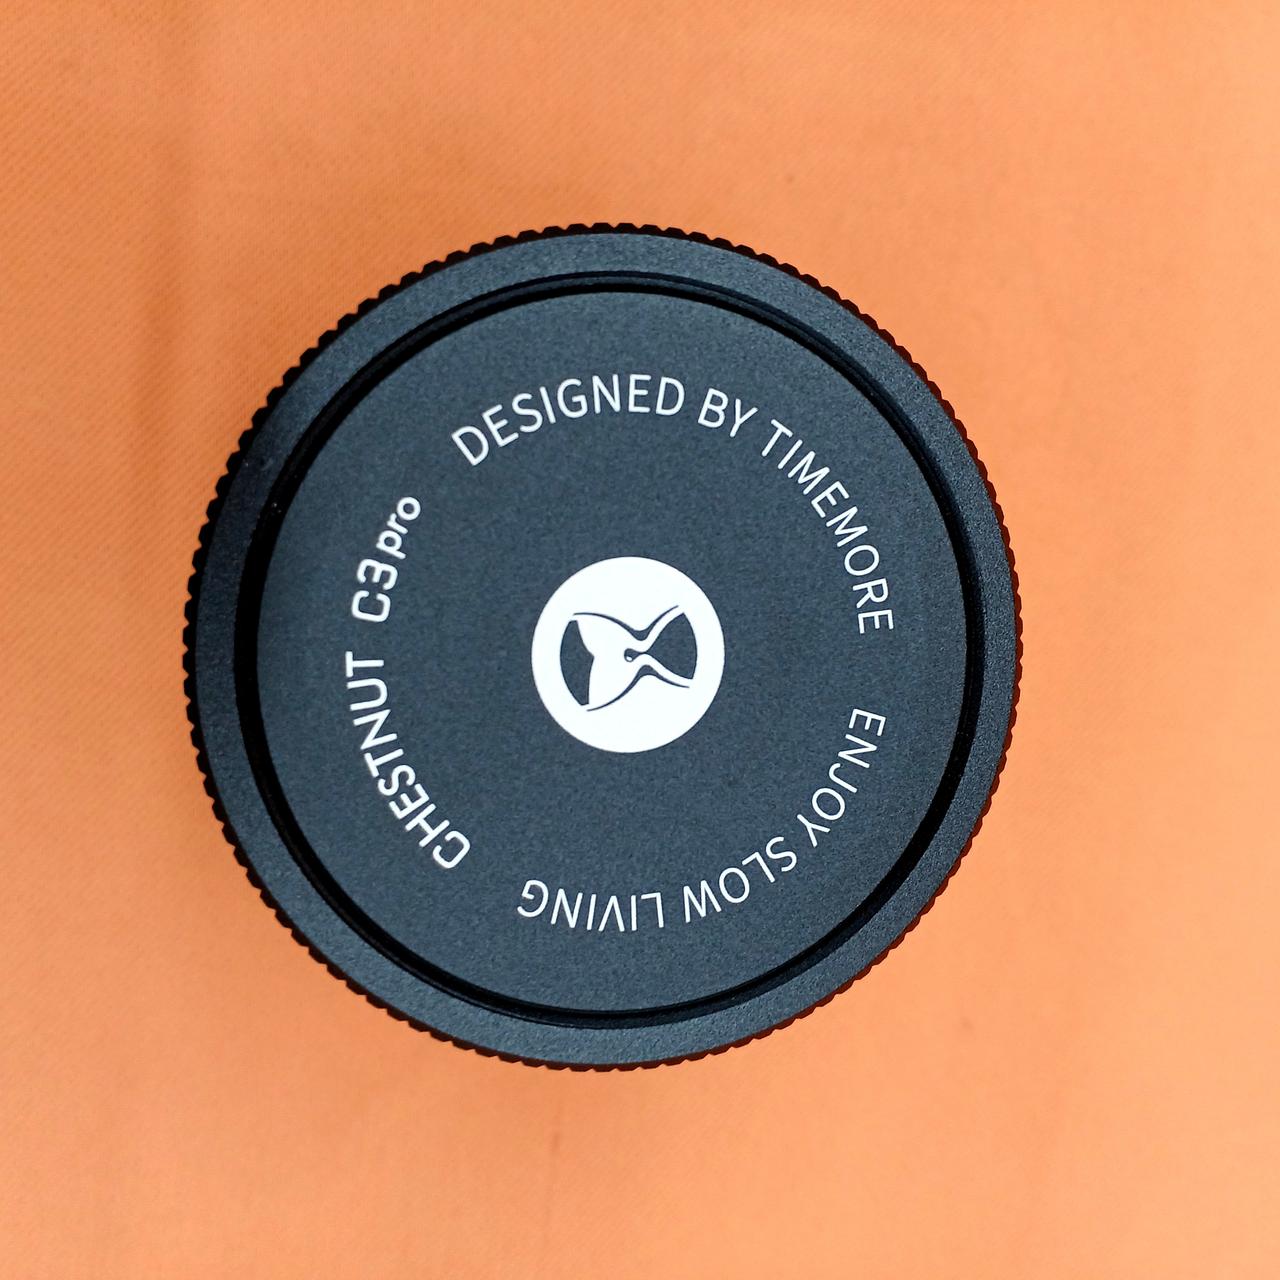 DESIGNED BY TIMEMORE
ENJOY SLOW LIVING
CHESTNUT C3pro